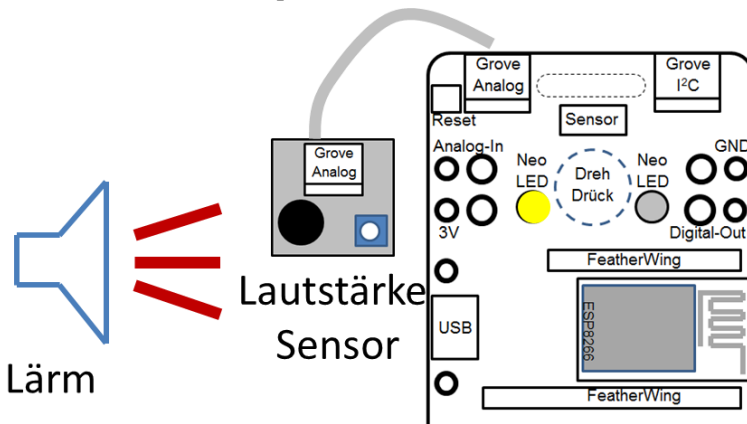 Grove
Analog
Grove
I²C
Reset
Sensor
Analog-In
GND
Grove
Analog
Neo
LED
Dreh
Drück
Neo
LED
3V
Digital-Out
FeatherWing
Lautstärke
Sensor
USB
ESP8266
Lärm
FeatherWing